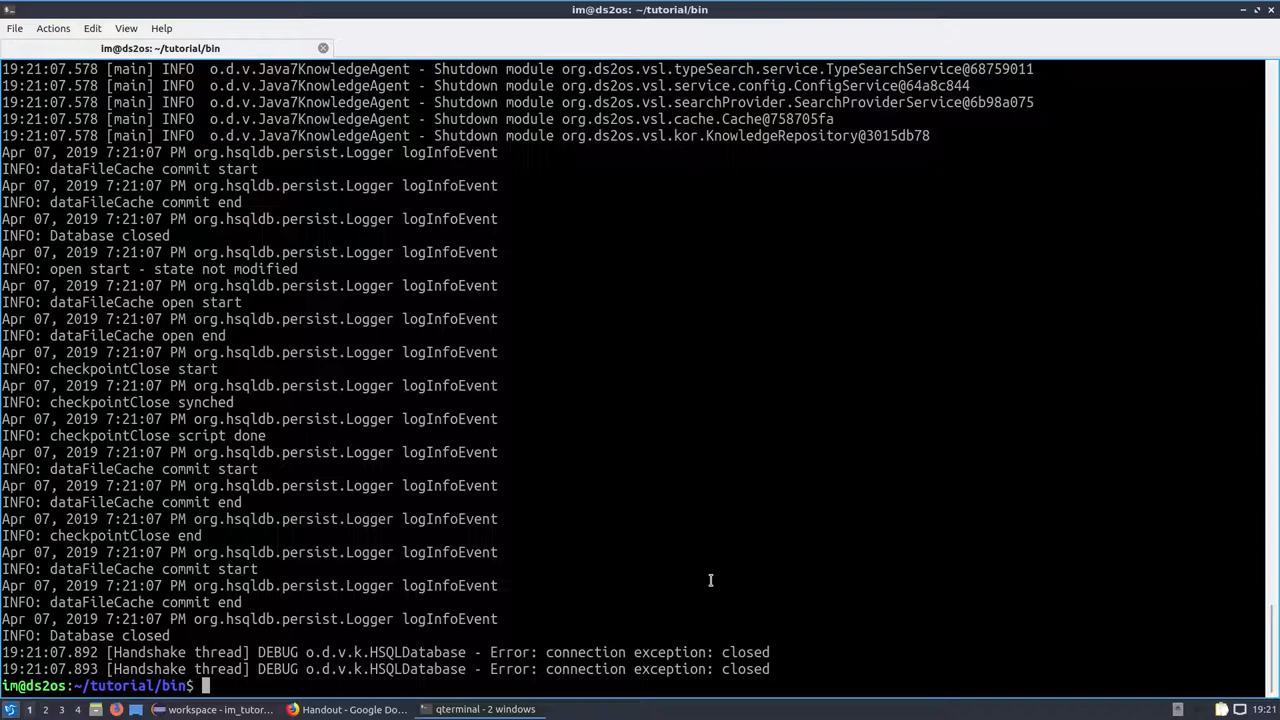 im@ds2os: ~/tutorial/bin
File Actions Edit View Help
im@ds2os: ~/tutorial/bin
19:21:07.578 [main] INFO  o.d.v.Java7KnowledgeAgent - Shutdown module org.ds2os.vsl.typeSearch.service.TypeSearchService@68759011
19:21:07.578 [main] INFO  o.d.v.Java7KnowledgeAgent - Shutdown module org.ds2os.vsl.service.config.ConfigService@64a8c844
19:21:07.578 [main] INFO  o.d.v.Java7KnowledgeAgent - Shutdown module org.ds2os.vsl.searchProvider.SearchProviderService@6b98a075
19:21:07.578 [main] INFO  o.d.v.Java7KnowledgeAgent - Shutdown module org.ds2os.vsl.cache.Cache@758705fa
19:21:07.578 [main] INFO  o.d.v.Java7KnowledgeAgent - Shutdown module org.ds2os.vsl.kor.KnowledgeRepository@3015db78
Apr 07, 2019 7:21:07 PM org.hsqldb.persist.Logger logInfoEvent
INFO: dataFileCache commit start
Apr 07, 2019 7:21:07 PM org.hsqldb.persist.Logger logInfoEvent
INFO: dataFileCache commit end
Apr 07, 2019 7:21:07 PM org.hsqldb.persist.Logger logInfoEvent
INFO: Database closed
Apr 07, 2019 7:21:07 PM org.hsqldb.persist.Logger logInfoEvent
INFO: open start - state not modified
Apr 07, 2019 7:21:07 PM org.hsqldb.persist.Logger logInfoEvent
INFO: dataFileCache open start
Apr 07, 2019 7:21:07 PM org.hsqldb.persist.Logger logInfoEvent
INFO: dataFileCache open end
Apr 07, 2019 7:21:07 PM org.hsqldb.persist.Logger logInfoEvent
INFO: checkpointClose start
Apr 07, 2019 7:21:07 PM org.hsqldb.persist.Logger logInfoEvent
INFO: checkpointClose synched
Apr 07, 2019 7:21:07 PM org.hsqldb.persist.Logger logInfoEvent
INFO: checkpointClose script done
Apr 07, 2019 7:21:07 PM org.hsqldb.persist.Logger logInfoEvent
INFO: dataFileCache commit start
Apr 07, 2019 7:21:07 PM org.hsqldb.persist.Logger logInfoEvent
INFO: dataFileCache commit end
Apr 07, 2019 7:21:07 PM org.hsqldb.persist.Logger logInfoEvent
INFO: checkpointClose end
Apr 07, 2019 7:21:07 PM org.hsqldb.persist.Logger logInfoEvent
INFO: dataFileCache commit start
Apr 07, 2019 7:21:07 PM org.hsqldb.persist.Logger logInfoEvent
INFO: dataFileCache commit end
Apr 07, 2019 7:21:07 PM org.hsqldb.persist.Logger logInfoEvent
INFO: Database closed
19:21:07.892 [Handshake thread] DEBUG o.d.v.k.HSQLDatabase - Error: connection exception: closed
19:21:07.893 [Handshake thread] DEBUG o.d.v.k.HSQLDatabase - Error: connection exception: closed
im@ds2os:~/tutorial/bin$
1 2 3 4 workspace - im_tutor... Handout - Google Do... qterminal - 2 windows 19:21